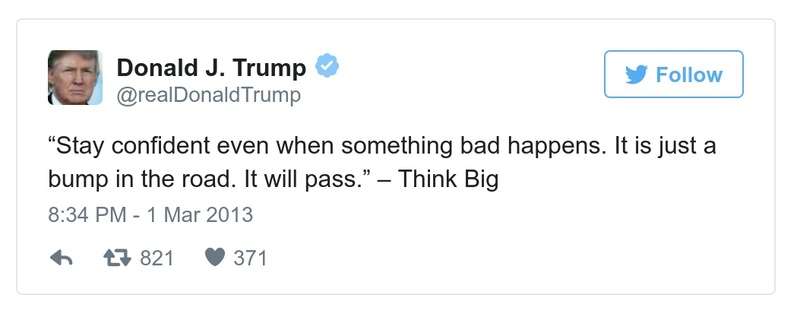 Donald J. Trump
@realDonaldTrump
Follow
“Stay confident even when something bad happens. It is just a
bump in the road. It will pass.” – Think Big
8:34 PM - 1 Mar 2013
821 371